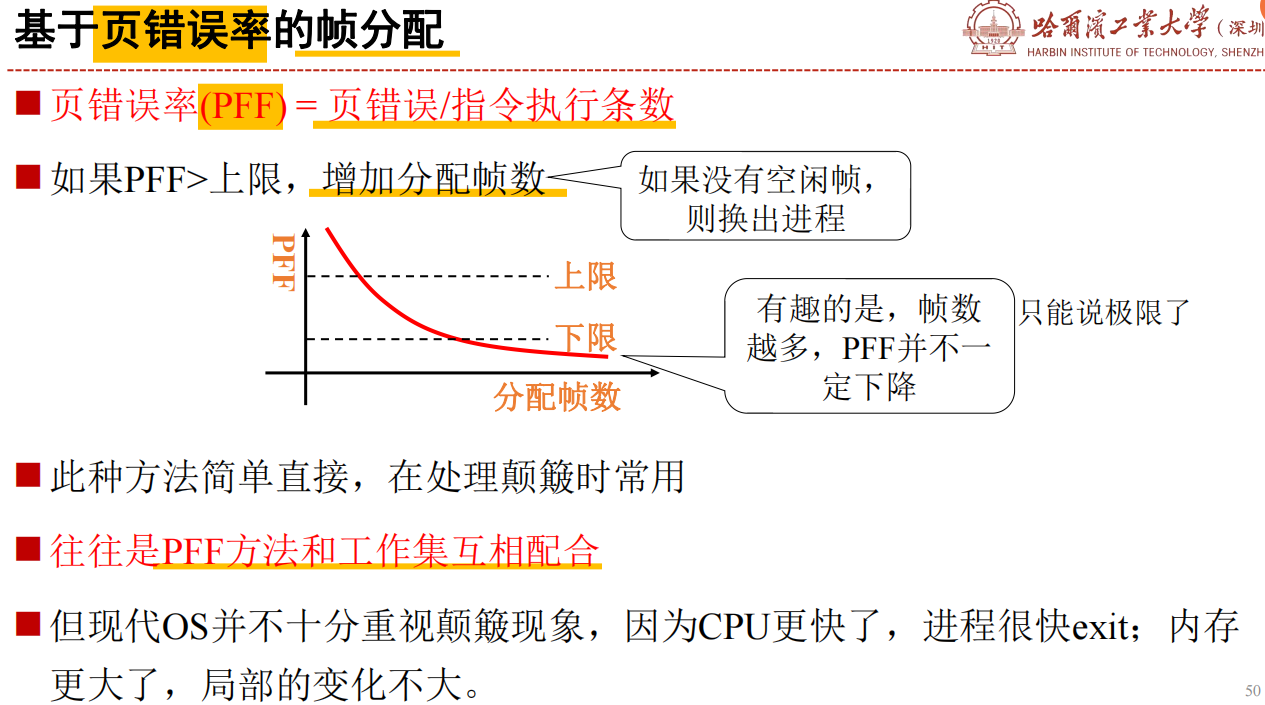 基于页错误率的帧分配
哈爾濱工業大學（深圳
HARBIN INSTITUTE OF TECHNOLOGY, SHENZH
1920
HIT
页错误率(PFF) = 页错误/指令执行条数
如果PFF>上限，增加分配帧数
如果没有空闲帧，
则换出进程
PFF
上限
下限
分配帧数
有趣的是，帧数
越多，PFF并不一
定下降
只能说极限了
此种方法简单直接，在处理颠簸时常用
往往是PFF方法和工作集互相配合
但现代OS并不十分重视颠簸现象，因为CPU更快了，进程很快exit；内存
更大了，局部的变化不大。
50